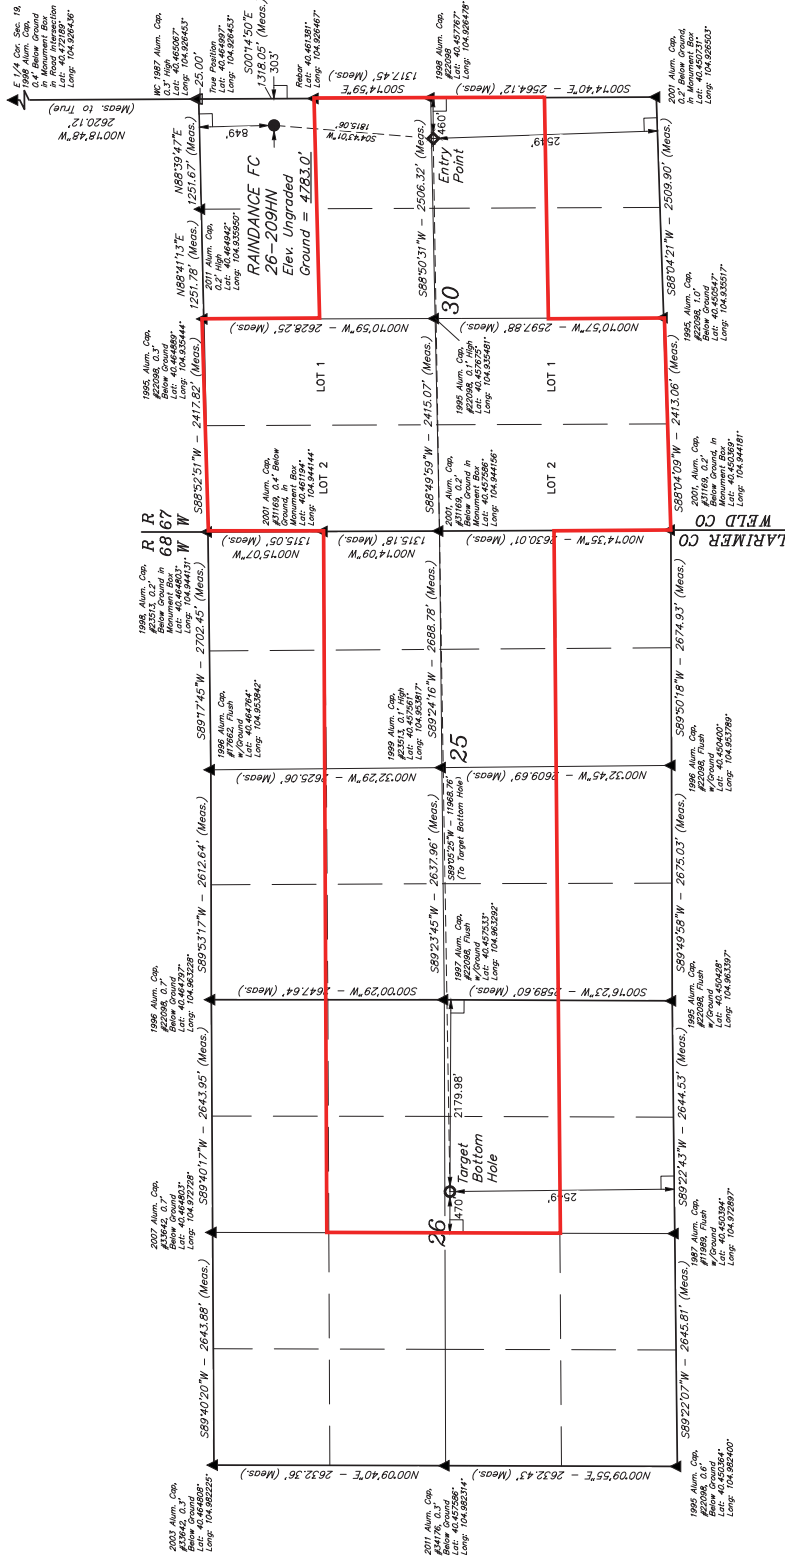 E 1/4 Cor. Sec. 19,
1998 Alum. Cap,
0.4' Below Ground
in Monument Box
in Road Intersection
Lat: 40.472189°
Long: 104.926436°
N00°18'48"W
2620.12'
(Meas. to True)
WC 1987 Alum. Cap,
0.3' High
Lat: 40.465067°
Long: 104.926453°
25.00'
True Position
Lat: 40.464997°
Long: 104.926453°
S00°14'50"E
1318.05' (Meas.)
303'
Rebar
Lat: 40.461381°
Long: 104.926467°
S00°14'59"E
1317.45' (Meas.)
1998 Alum. Cap,
#22098
Lat: 40.457767°
Long: 104.926478°
S00°14'40"E
2564.12' (Meas.)
2001 Alum. Cap,
0.2' Below Ground,
in Monument Box
Lat: 40.450731°
Long: 104.926503°
N88°39'47"E
1251.67' (Meas.)
849'
S04°43'01"W
1815.06'
460'
Entry
Point
2549'
RAINDANCE FC
26-209HN
Elev. Ungraded
Ground = 4783.0'
2011 Alum. Cap,
0.2' High
Lat: 40.464942°
Long: 104.935950°
N88°41'13"E
1251.78' (Meas.)
S88°50'31"W - 2506.32' (Meas.)
S88°04'21"W - 2509.90' (Meas.)
30
N00°10'59"W - 2628.25' (Meas.)
N00°10'57"W - 2597.88' (Meas.)
1995, Alum. Cap,
#22098, 0.3'
Below Ground
Lat: 40.464889°
Long: 104.935444°
1995 Alum. Cap,
#22098, 0.1' High
Lat: 40.457675°
Long: 104.935481°
1995, Alum. Cap,
#22098, 1.0'
Below Ground
Lat: 40.450547°
Long: 104.935517°
S88°52'51"W - 2417.82' (Meas.)
LOT 1
LOT 1
S88°49'59"W - 2415.07' (Meas.)
S88°04'09"W - 2413.06' (Meas.)
LOT 2
LOT 2
2001 Alum. Cap,
#31169, 0.4' Below
Ground, in
Monument Box
Lat: 40.461194°
Long: 104.944144°
2001, Alum. Cap,
#31169, 0.2'
Below Ground in
Monument Box
Lat: 40.457586°
Long: 104.944156°
2001, Alum. Cap,
#31169, 0.2'
Below Ground, in
Monument Box
Lat: 40.450369°
Long: 104.944181°
R R
68 67
W W
N00°15'07"W
1315.05' (Meas.)
N00°14'09"W
1315.18' (Meas.)
N00°14'35"W - 2630.01' (Meas.)
WELD CO
LARIMER CO
1998, Alum. Cap,
#23513, 0.2'
Below Ground in
Monument Box
Lat: 40.464803°
Long: 104.944131°
S89°17'45"W - 2702.45' (Meas.)
S89°24'16"W - 2688.78' (Meas.)
S89°50'18"W - 2674.93' (Meas.)
1996 Alum. Cap,
#17662, Flush
w/Ground
Lat: 40.464764°
Long: 104.953842°
1999 Alum. Cap,
#23513, 0.1' High
Lat: 40.457561°
Long: 104.953817°
1996 Alum. Cap,
#22098, Flush
w/Ground
Lat: 40.450400°
Long: 104.953789°
25
N00°32'29"W - 2625.06' (Meas.)
N00°32'45"W - 2609.69' (Meas.)
S89°05'25"W - 11968.76'
(To Target Bottom Hole)
S89°53'17"W - 2612.64' (Meas.)
S89°23'45"W - 2637.96' (Meas.)
S89°49'58"W - 2675.03' (Meas.)
1996 Alum. Cap,
#22098, 0.7'
Below Ground
Lat: 40.464797°
Long: 104.963228°
1997 Alum. Cap,
#22098, Flush
w/Ground
Lat: 40.457533°
Long: 104.963292°
1995 Alum. Cap,
#22098, Flush
w/Ground
Lat: 40.450428°
Long: 104.963397°
S00°00'29"W - 2647.64' (Meas.)
S00°16'23"W - 2589.60' (Meas.)
S89°40'17"W - 2643.95' (Meas.)
2179.98'
S89°22'43"W - 2644.53' (Meas.)
Target
Bottom
Hole
470'
2549'
26
2007 Alum. Cap,
#33642, 0.7'
Below Ground
Lat: 40.464803°
Long: 104.972728°
1987 Alum. Cap,
#11989, Flush
w/Ground
Lat: 40.450394°
Long: 104.972897°
S89°40'20"W - 2643.88' (Meas.)
S89°22'07"W - 2645.81' (Meas.)
N00°09'40"E - 2632.36' (Meas.)
N00°09'55"E - 2632.43' (Meas.)
2003 Alum. Cap,
#33642, 0.3'
Below Ground
Lat: 40.464808°
Long: 104.982225°
2011 Alum. Cap,
#34176, 0.3'
Below Ground
Lat: 40.457586°
Long: 104.982314°
1995 Alum. Cap,
#22098, 0.6'
Below Ground
Lat: 40.450364°
Long: 104.982400°